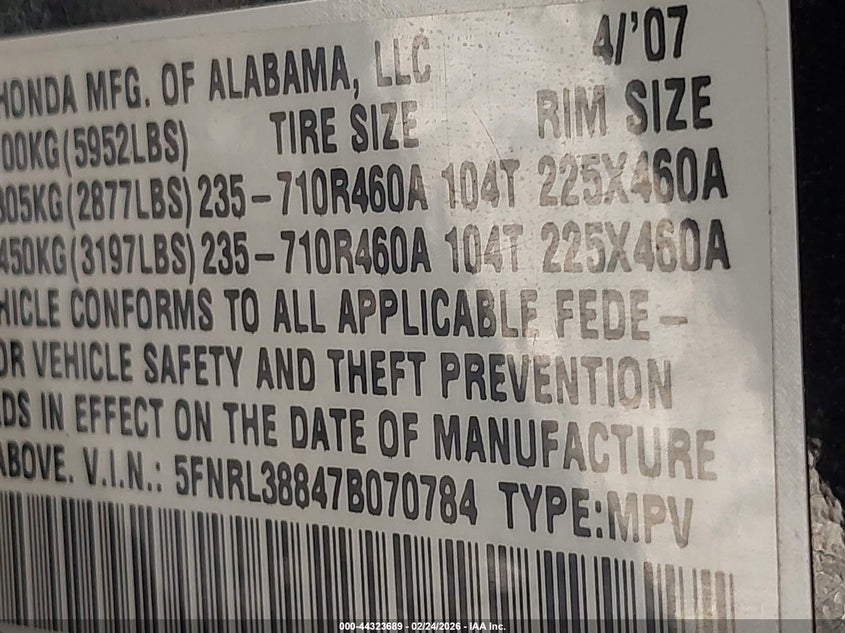 HONDA MFG. OF ALABAMA, LLC 4/'07
00KG(5952LBS) TIRE SIZE RIM SIZE
305KG(2877LBS) 235-710R460A 104T 225X460A
450KG(3197LBS) 235-710R460A 104T 225X460A
HICLE CONFORMS TO ALL APPLICABLE FEDE-
OR VEHICLE SAFETY AND THEFT PREVENTION
DS IN EFFECT ON THE DATE OF MANUFACTURE
ABOVE. V.I.N.: 5FNRL38847B070784 TYPE:MPV
000-44323689 - 02/24/2026 - IAA Inc.